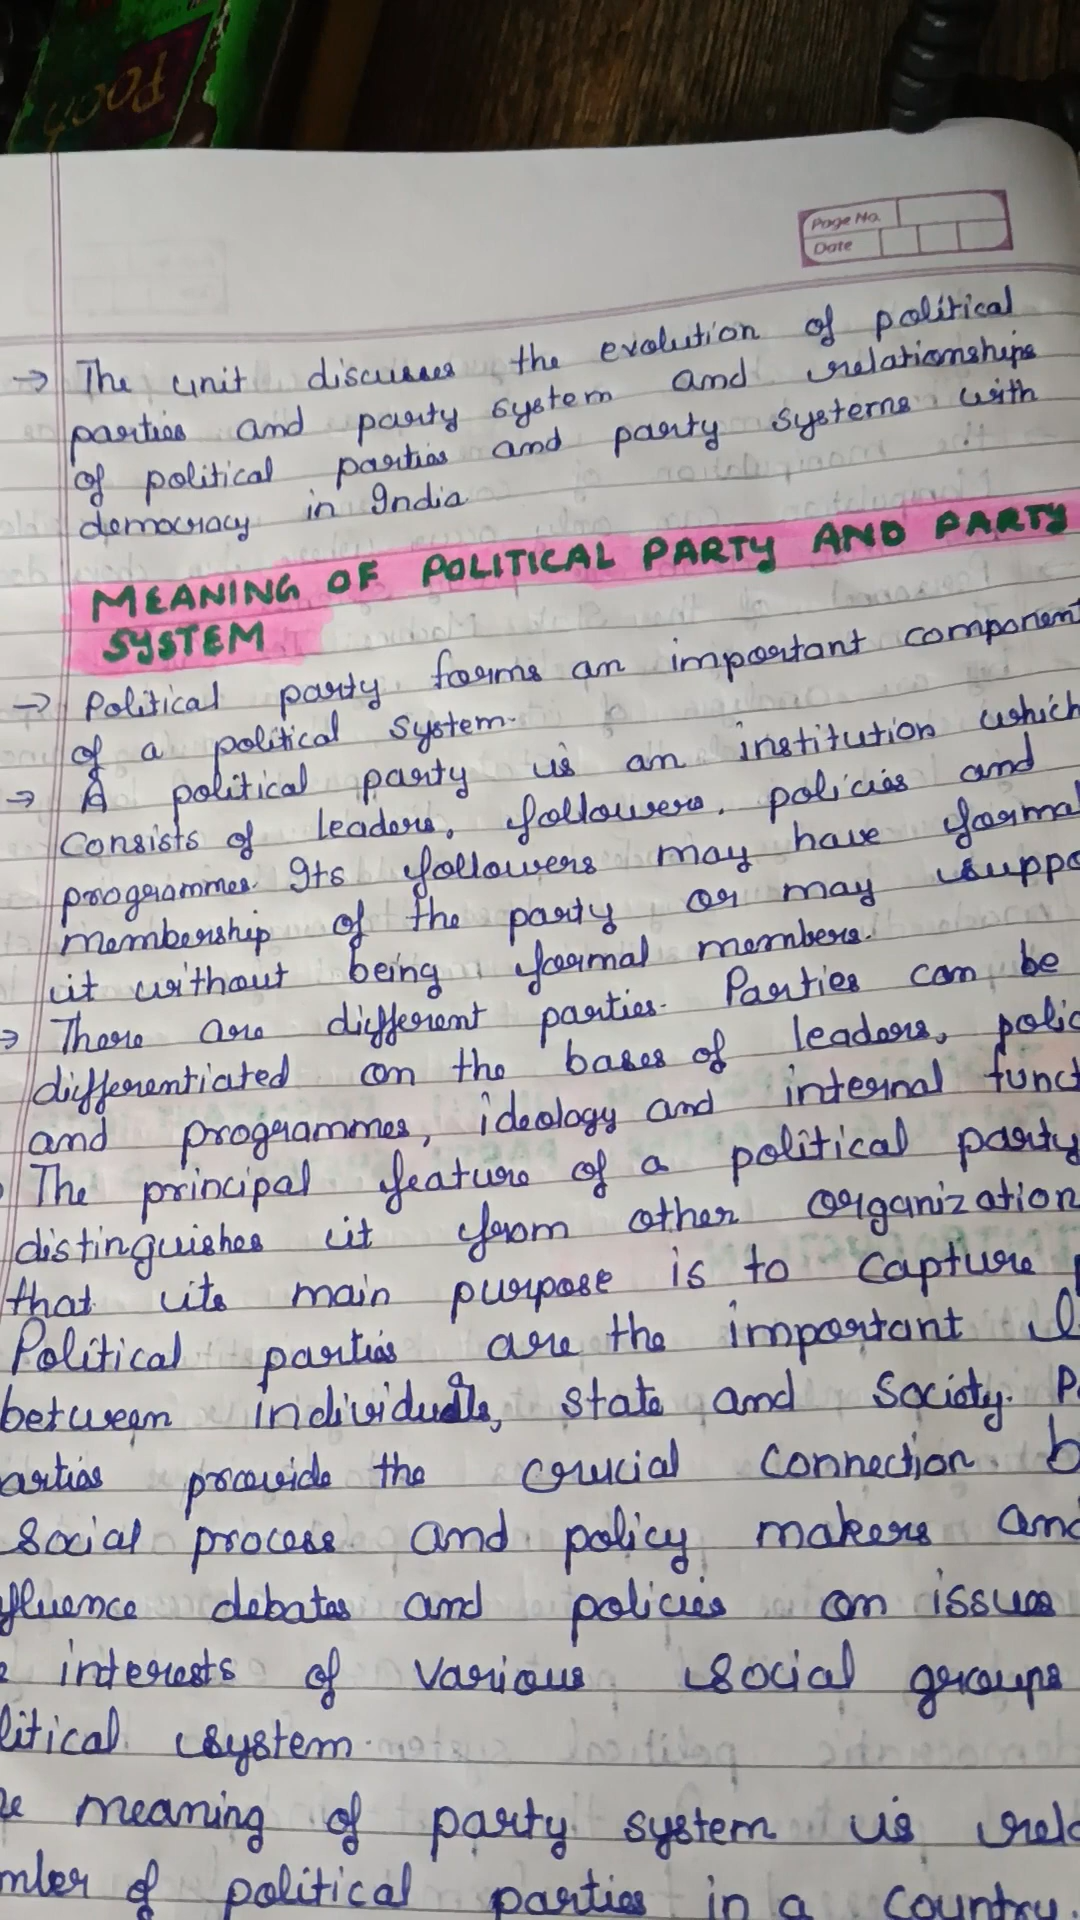 Page No.
Date
→ The unit discusses the evolution of political
parties and party system and relationships
of political parties and party systems with
democracy in India
MEANING OF POLITICAL PARTY AND PARTY
SYSTEM
→ Political party forms an important component
of a political system.
→ A political party is an institution which
Consists of leaders, followers, policies and
programmes. Its followers may have formal
membership of the party or may suppo
it without being formal members.
→ There are different parties. Parties can be
differentiated on the bases of leaders, polic
and programmes, ideology and internal funct
The principal feature of a political party
distinguishes it from other organization
that its main purpose is to capture
Political parties are the important
between individuals, state and Society. P
arties provide the crucial connection b
social process and policy makers and
fluence debates and policies on issues
e interests of various social groups
litical system.
e meaning of party system is rela
mber of political parties in a country.